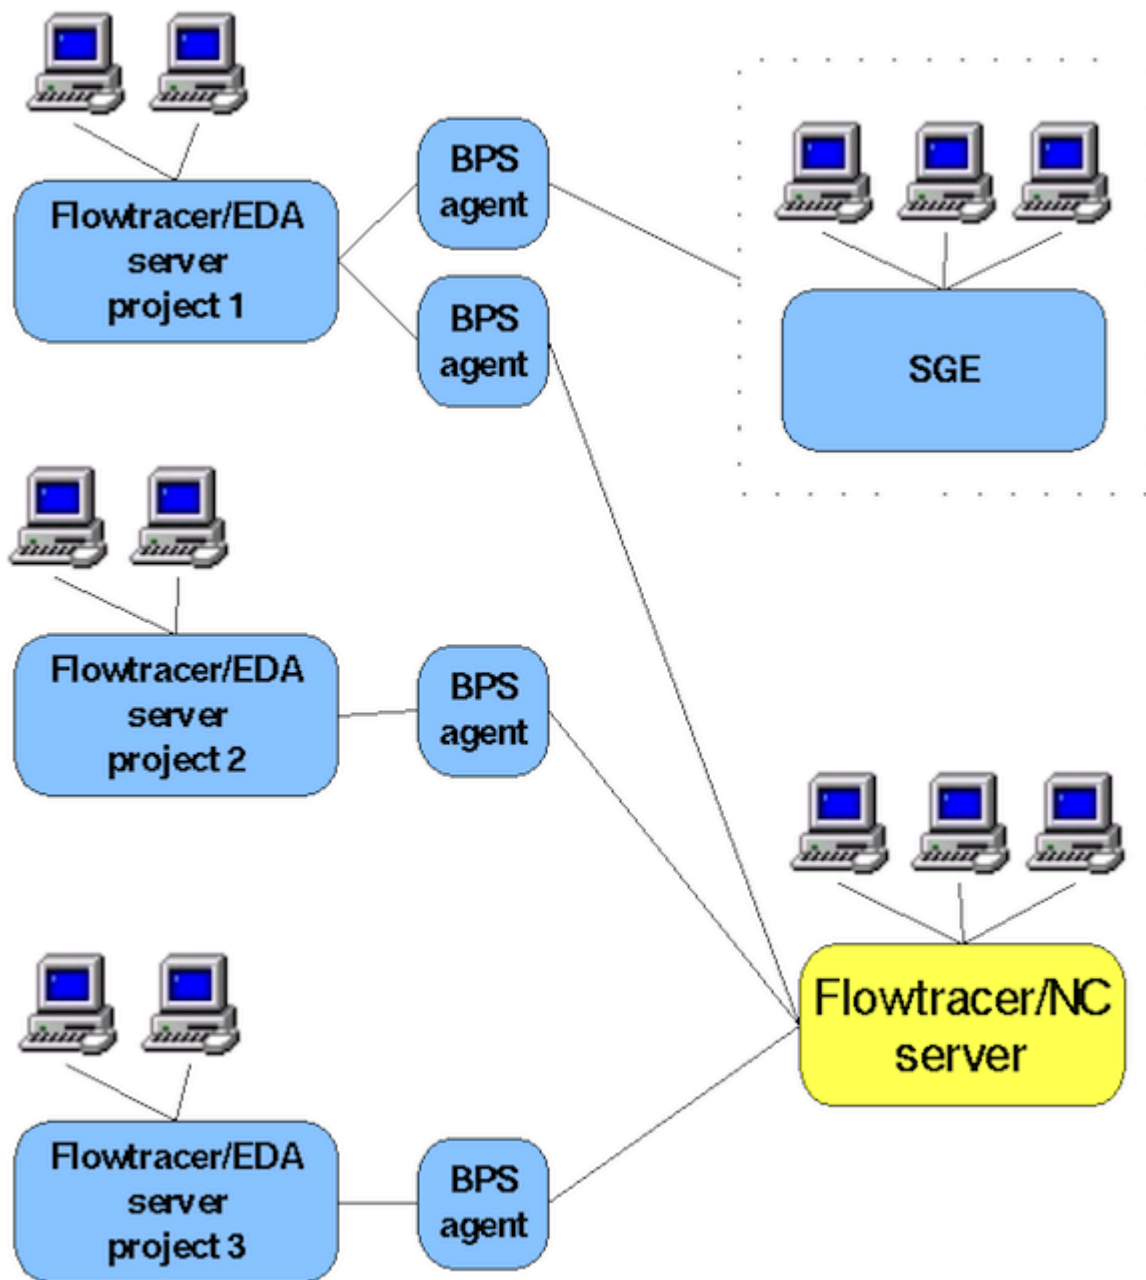 Flowtracer/EDA
server
project 1
BPS
agent
BPS
agent
SGE
Flowtracer/EDA
server
project 2
BPS
agent
Flowtracer/NC
server
Flowtracer/EDA
server
project 3
BPS
agent